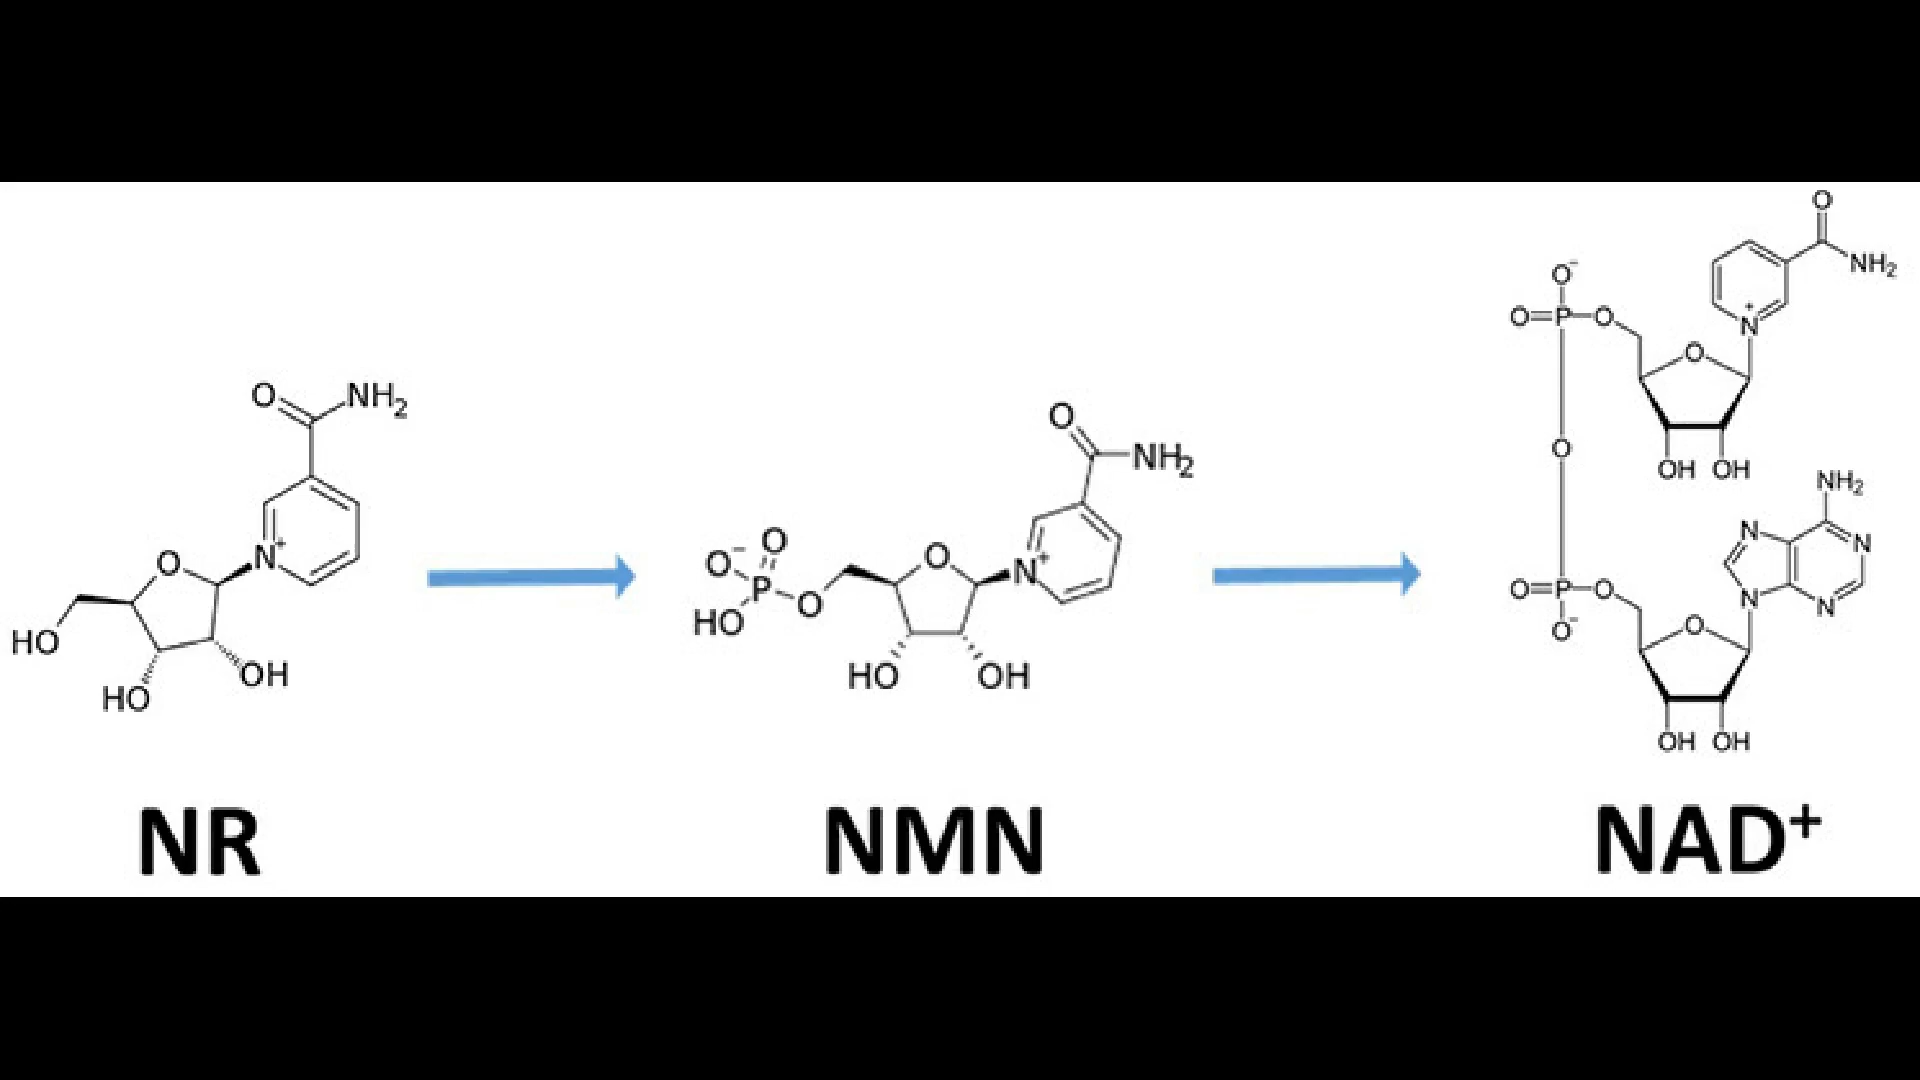 O NH2
N+
O
HO
HO OH
NR
O NH2
O- O
P O
HO O N+
HO OH
NMN
O
NH2
O-
O=P-O
N+
O
O
OH OH
NH2
N N
N N
O=P-O
O-
O
OH OH
NAD+